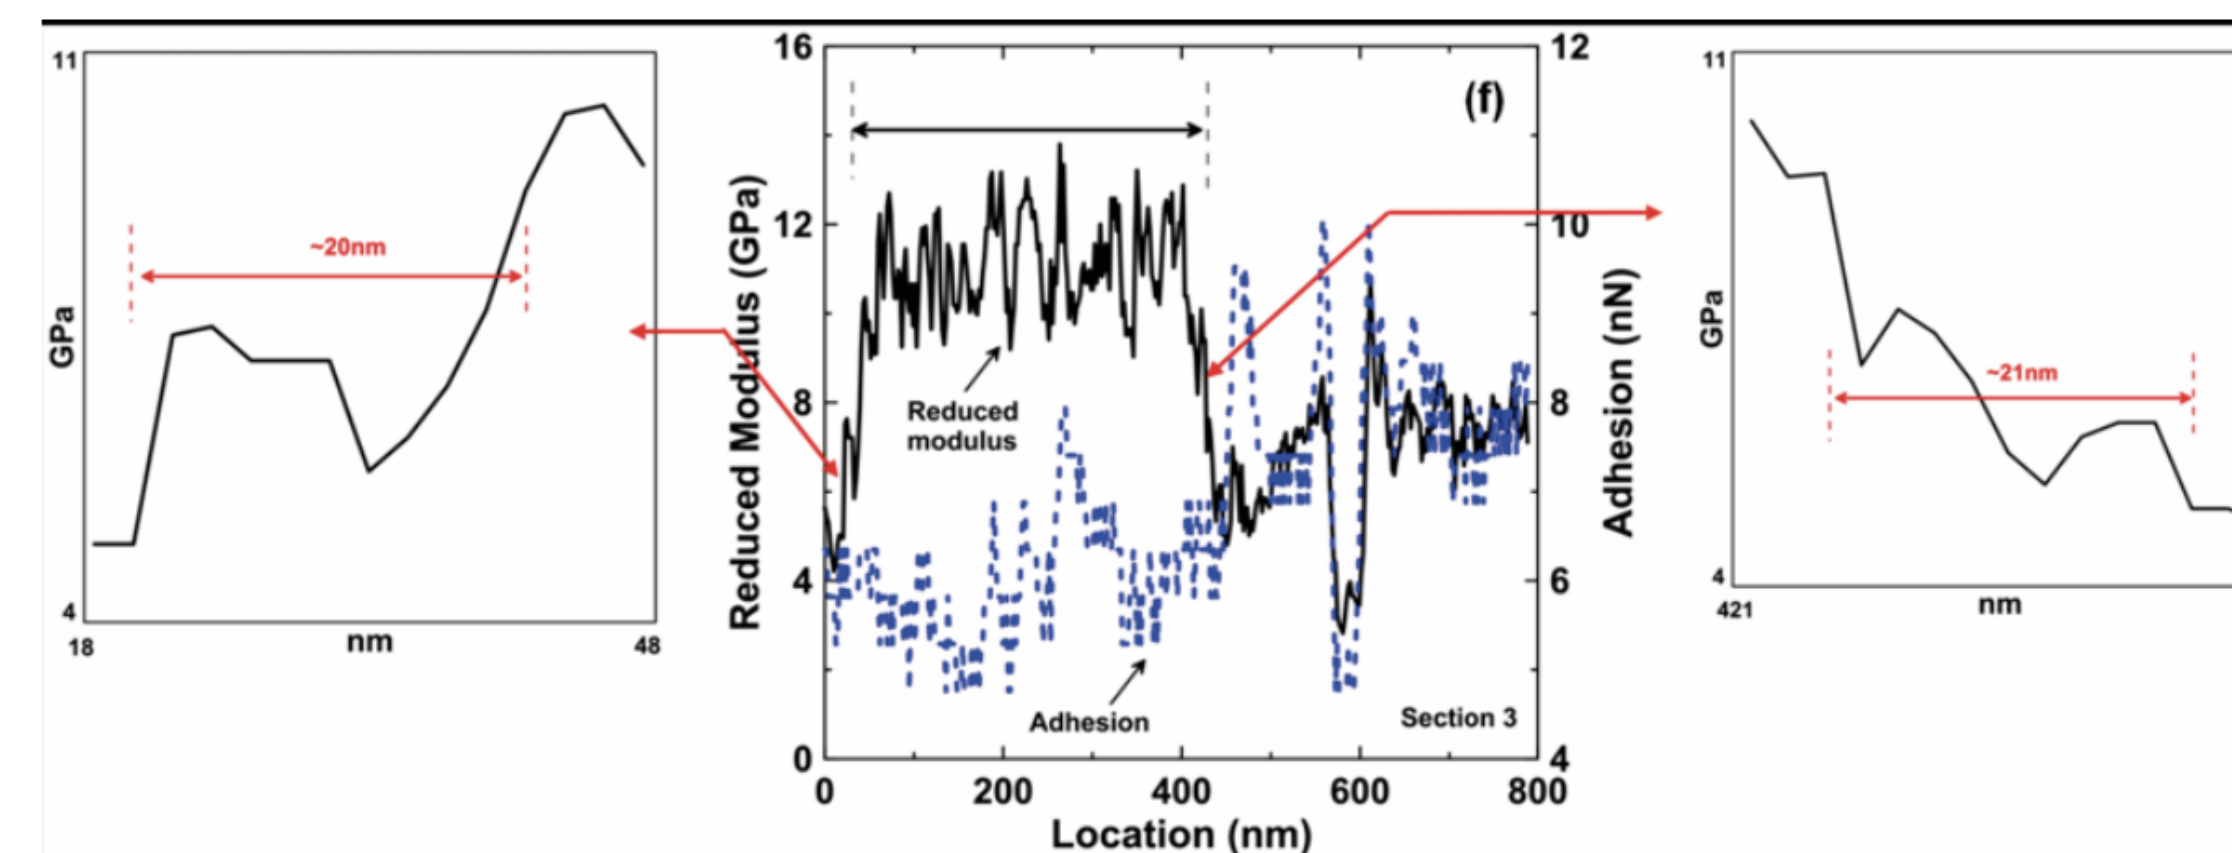 11
GPa
~20nm
4
18
nm
48
16
12
8
4
0
Reduced Modulus (GPa)
(f)
Reduced
modulus
Adhesion
Section 3
0
200
400
600
800
Location (nm)
12
10
8
6
4
Adhesion (nN)
11
GPa
~21nm
4
421
nm